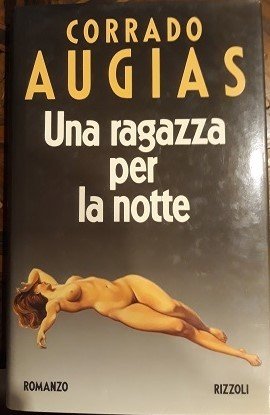 CORRADO
AUGIAS
Una ragazza
per
la notte
ROMANZO
RIZZOLI